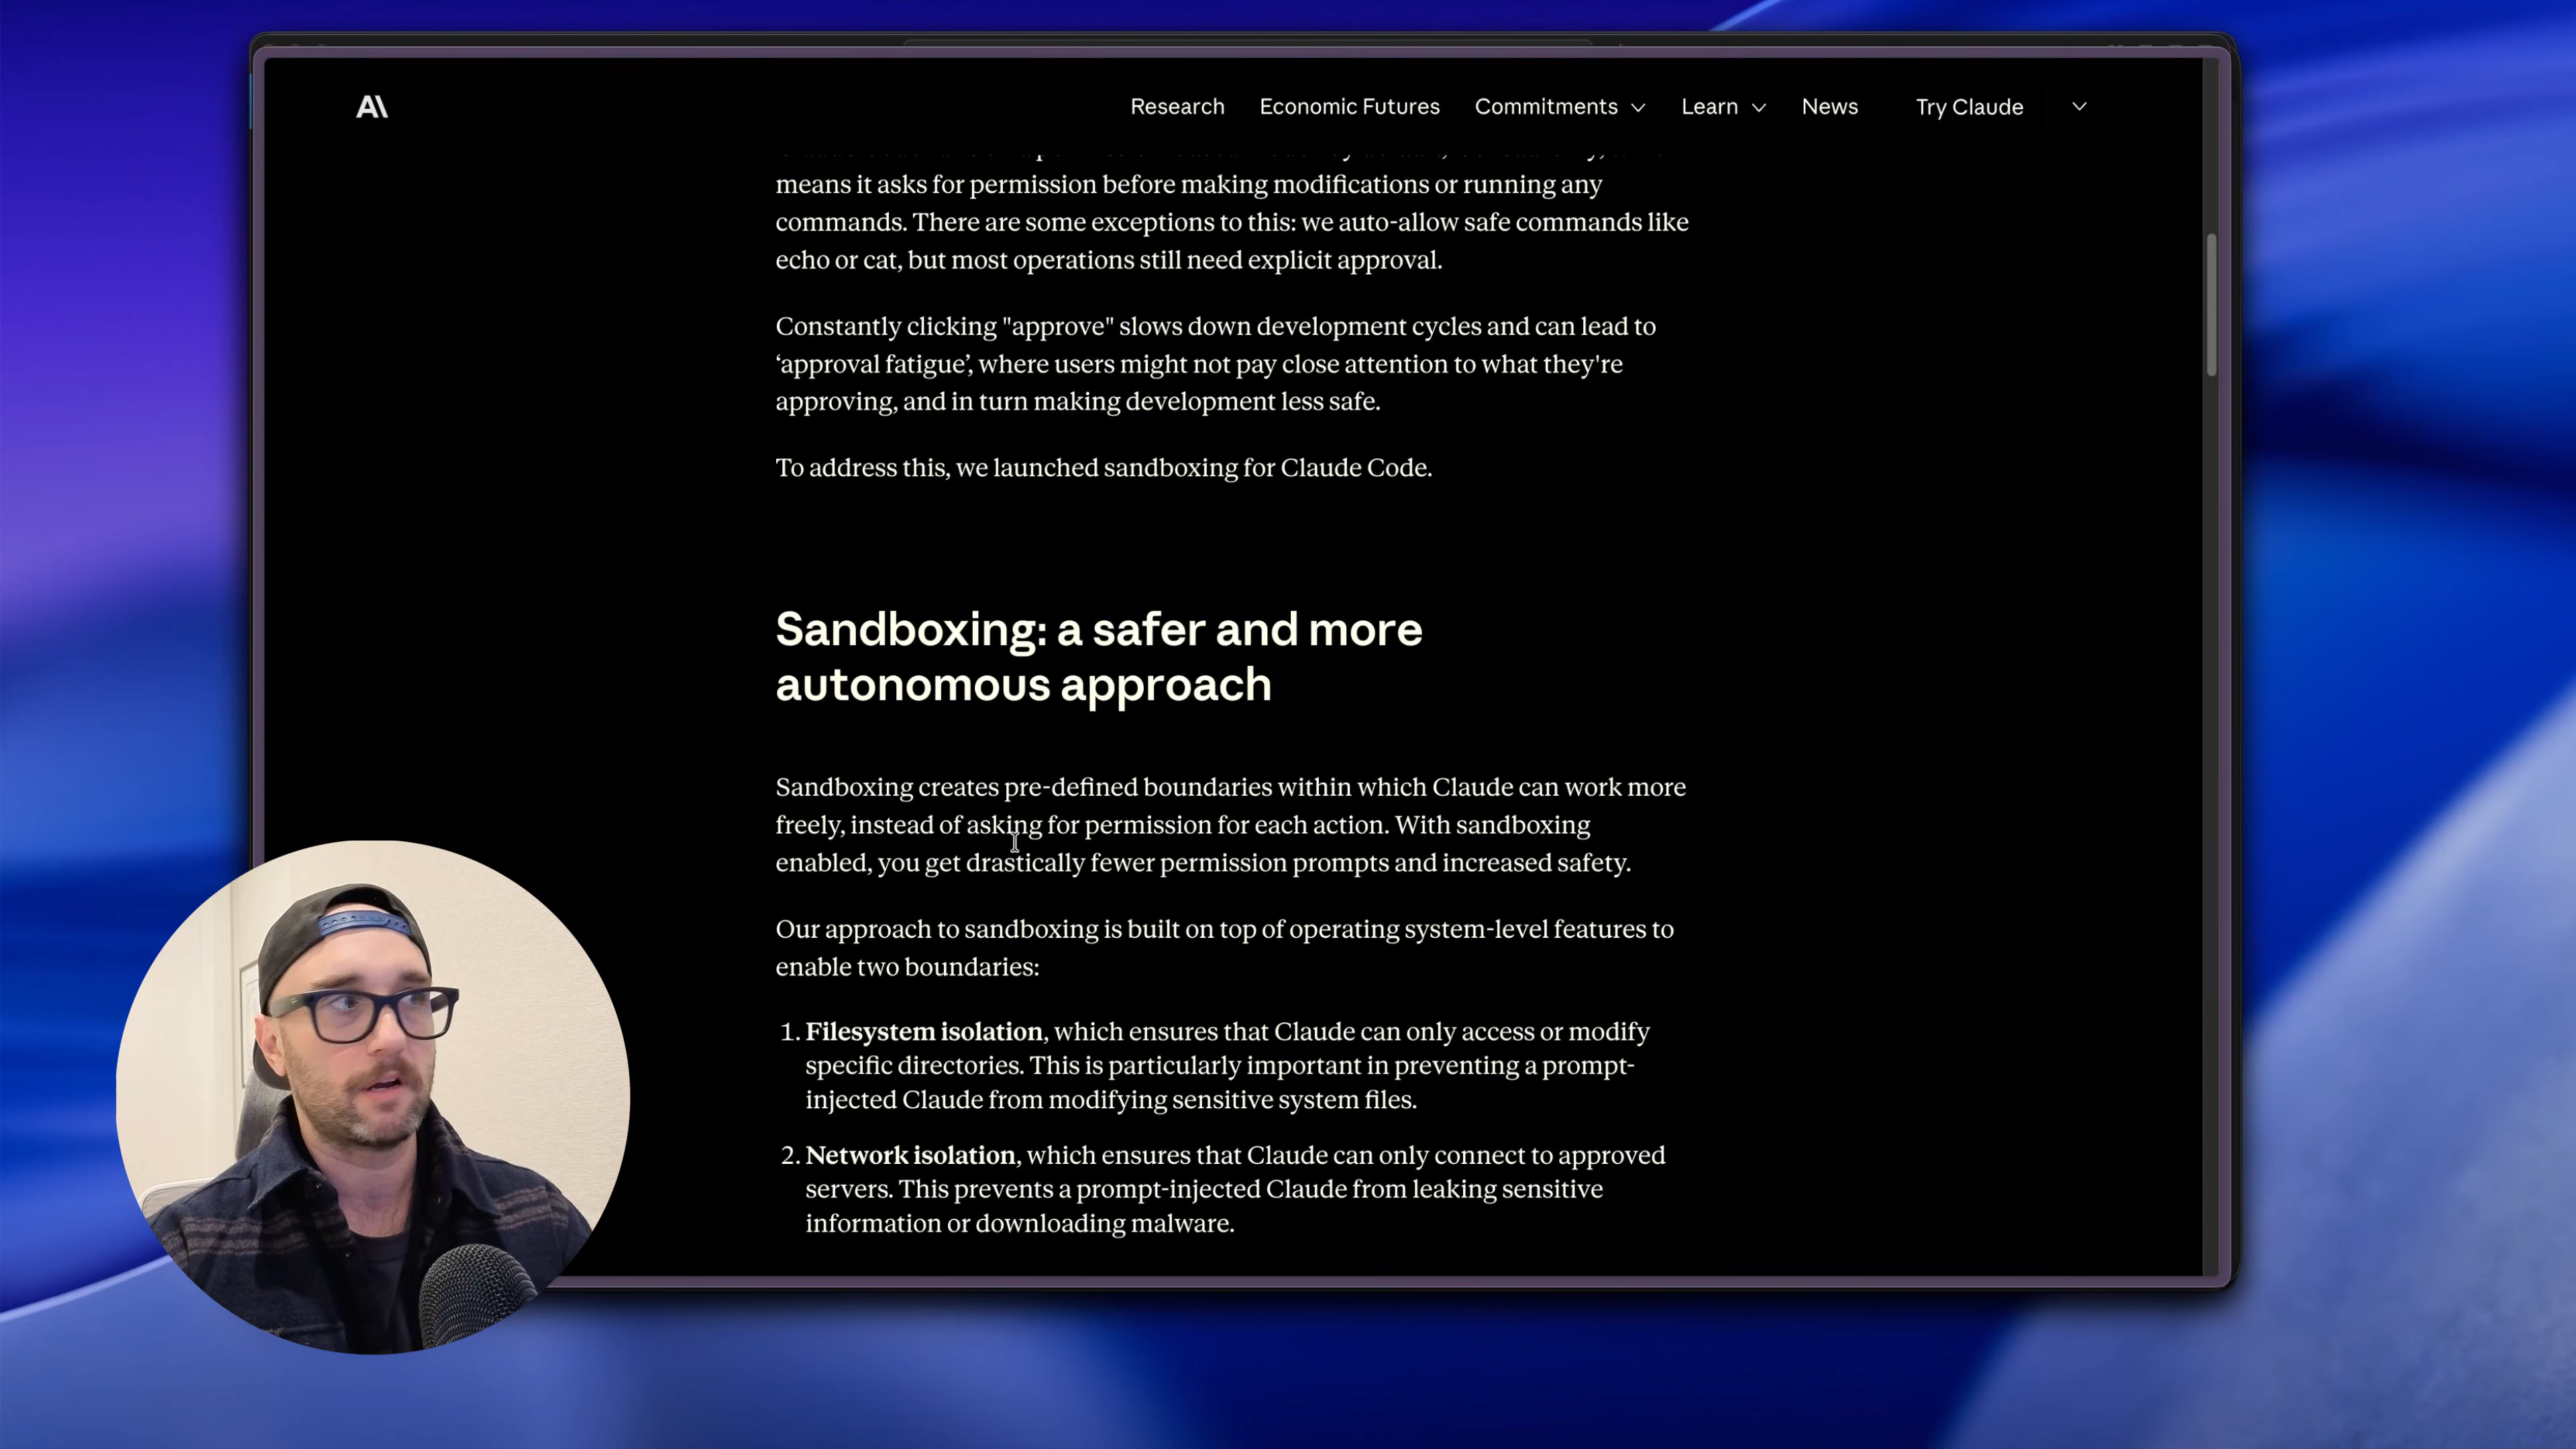 A\
Research Economic Futures Commitments Learn News Try Claude
means it asks for permission before making modifications or running any
commands. There are some exceptions to this: we auto-allow safe commands like
echo or cat, but most operations still need explicit approval.
Constantly clicking "approve" slows down development cycles and can lead to
‘approval fatigue’, where users might not pay close attention to what they're
approving, and in turn making development less safe.
To address this, we launched sandboxing for Claude Code.
Sandboxing: a safer and more
autonomous approach
Sandboxing creates pre-defined boundaries within which Claude can work more
freely, instead of asking for permission for each action. With sandboxing
enabled, you get drastically fewer permission prompts and increased safety.
Our approach to sandboxing is built on top of operating system-level features to
enable two boundaries:
1. Filesystem isolation, which ensures that Claude can only access or modify
specific directories. This is particularly important in preventing a prompt-
injected Claude from modifying sensitive system files.
2. Network isolation, which ensures that Claude can only connect to approved
servers. This prevents a prompt-injected Claude from leaking sensitive
information or downloading malware.